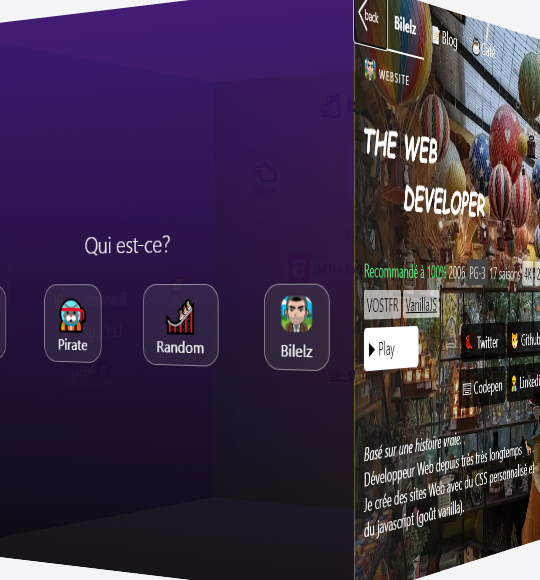 Qui est-ce?
Pirate
Random
Bilelz
back
Bilelz
Blog
Café
WEBSITE
THE WEB
DEVELOPER
Recommandé à 100% 2006 PG-3 17 saisons 4K
VOSTFR VanillaJS
Play
Twitter
Github
Codepen
Linkedi
Basé sur une histoire vraie.
Développeur Web depuis très très longtemps
Je crée des sites Web avec du CSS personnalisé et
du javascript (goût vanilla).